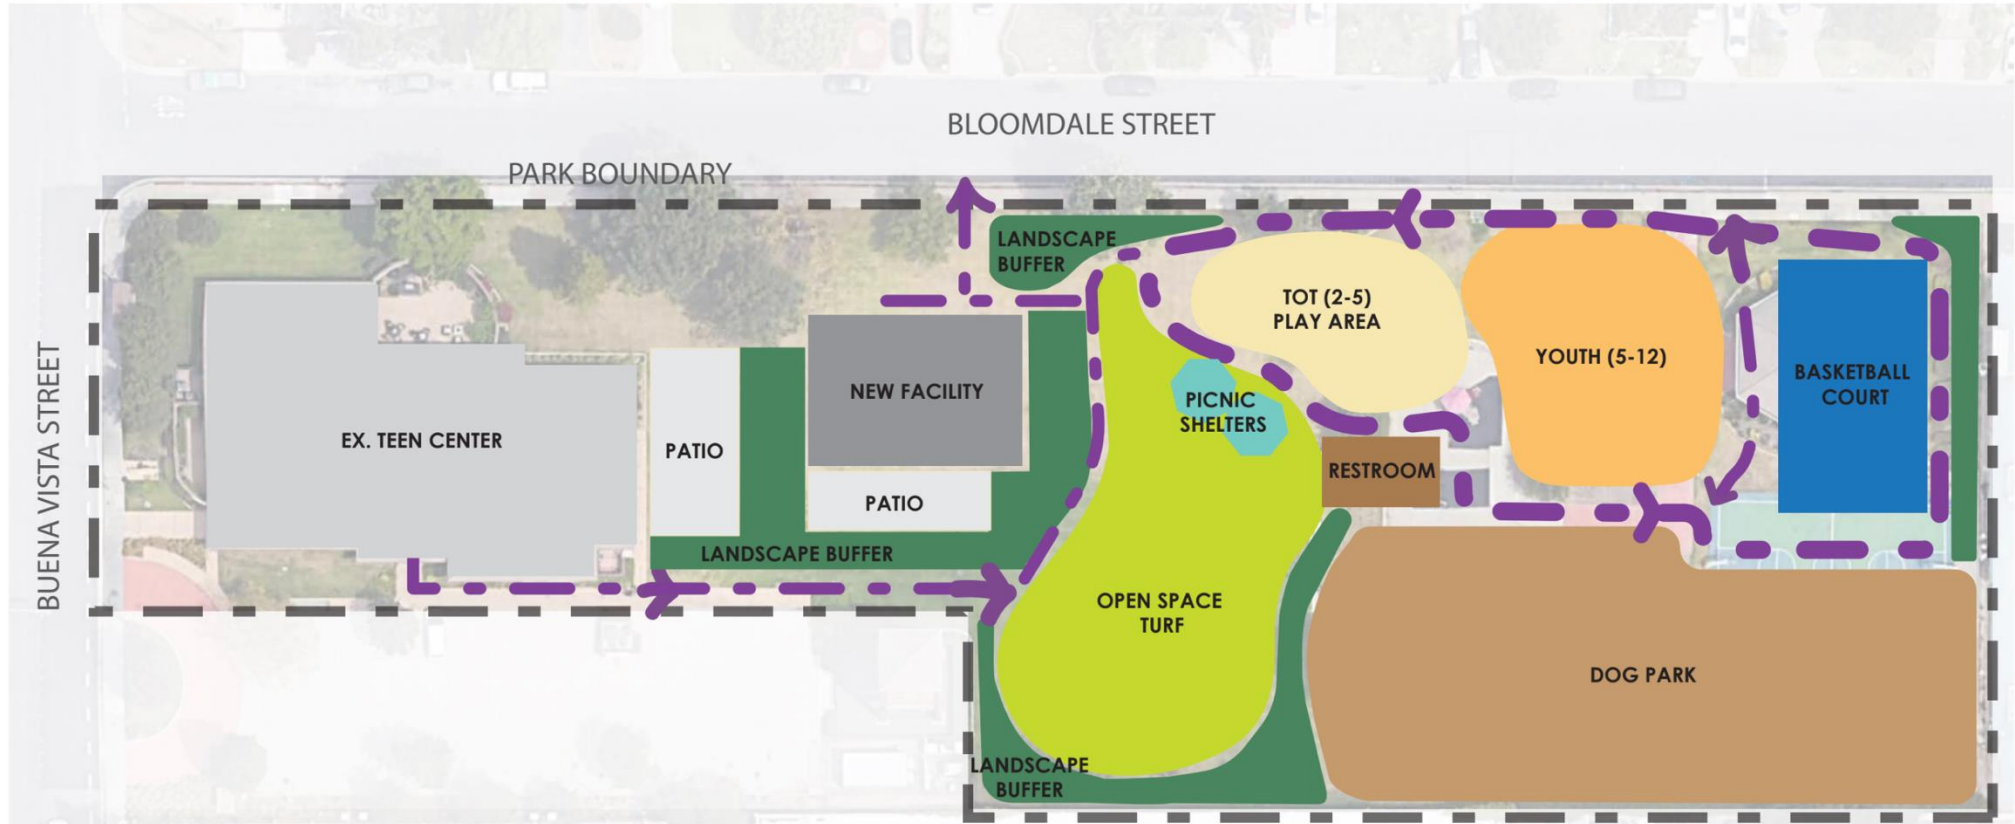 BLOOMDALE STREET
PARK BOUNDARY
LANDSCAPE
BUFFER
TOT (2-5)
PLAY AREA
YOUTH (5-12)
BASKETBALL
COURT
NEW FACILITY
PICNIC
SHELTERS
EX. TEEN CENTER
PATIO
RESTROOM
PATIO
BUENA VISTA STREET
LANDSCAPE BUFFER
OPEN SPACE
TURF
DOG PARK
LANDSCAPE
BUFFER